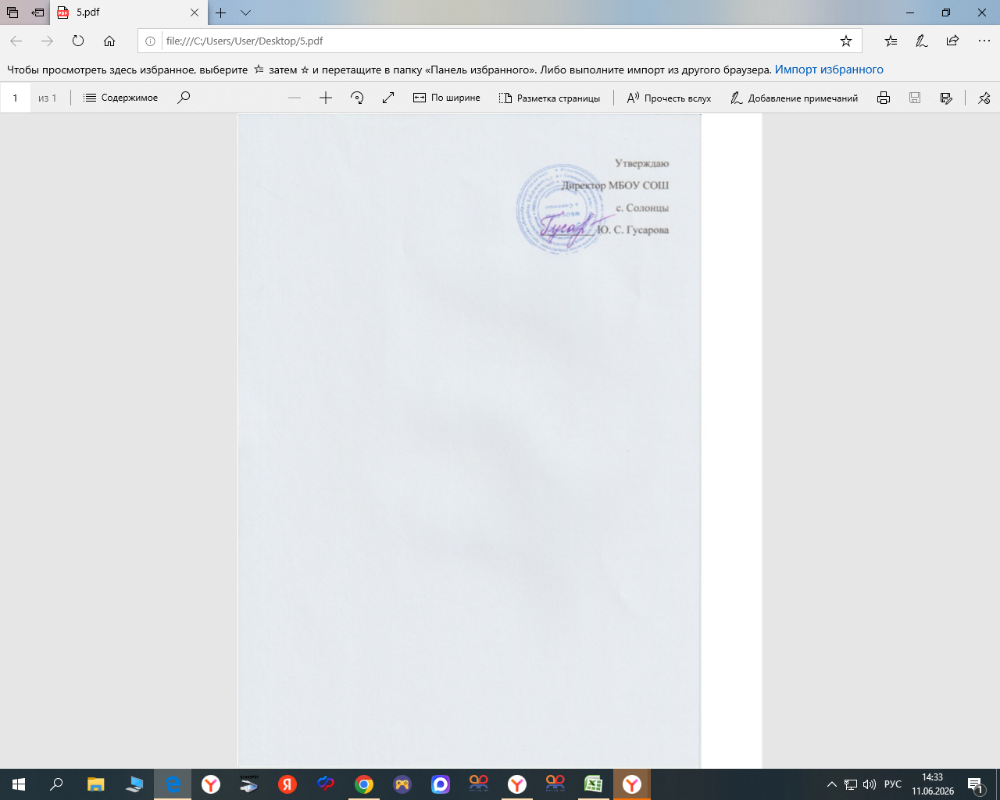 5.pdf
file:///C:/Users/User/Desktop/5.pdf
Чтобы просмотреть здесь избранное, выберите затем ☆ и перетащите в папку «Панель избранного». Либо выполните импорт из другого браузера. Импорт избранного
1 из 1 Содержимое По ширине Разметка страницы Прочесть вслух Добавление примечаний
Утверждаю
Директор МБОУ СОШ
с. Солонцы
Ю. С. Гусарова
РУС
14:33
11.06.2026
1